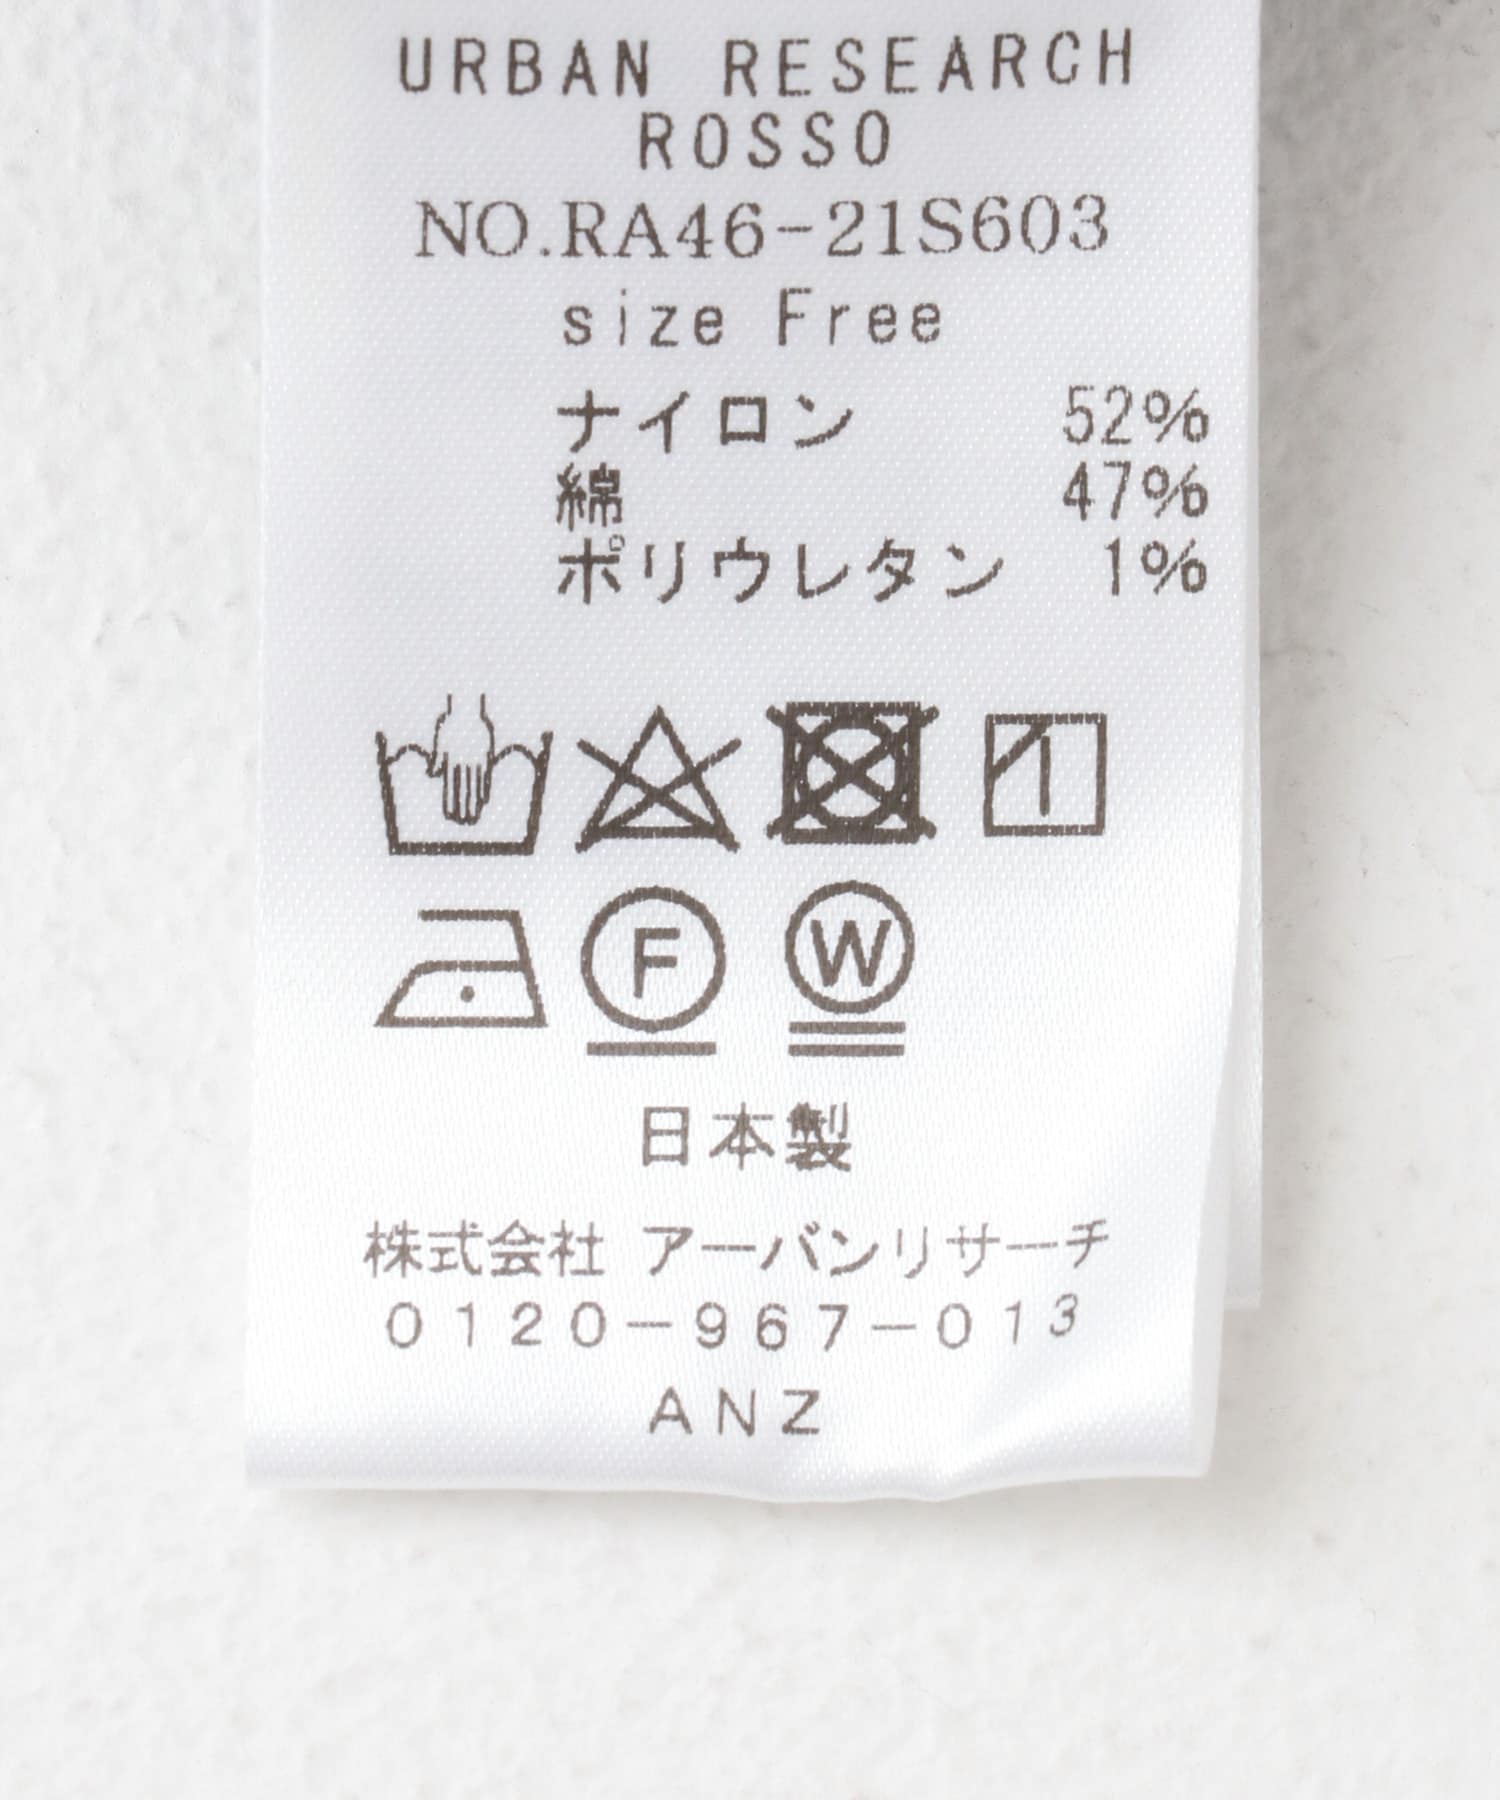 URBAN RESEARCH
ROSSO
NO.RA46-21S603
size Free
ナイロン 52%
綿 47%
ポリウレタン 1%
F W
日本製
株式会社 アーバンリサーチ
0120-967-013
ANZ